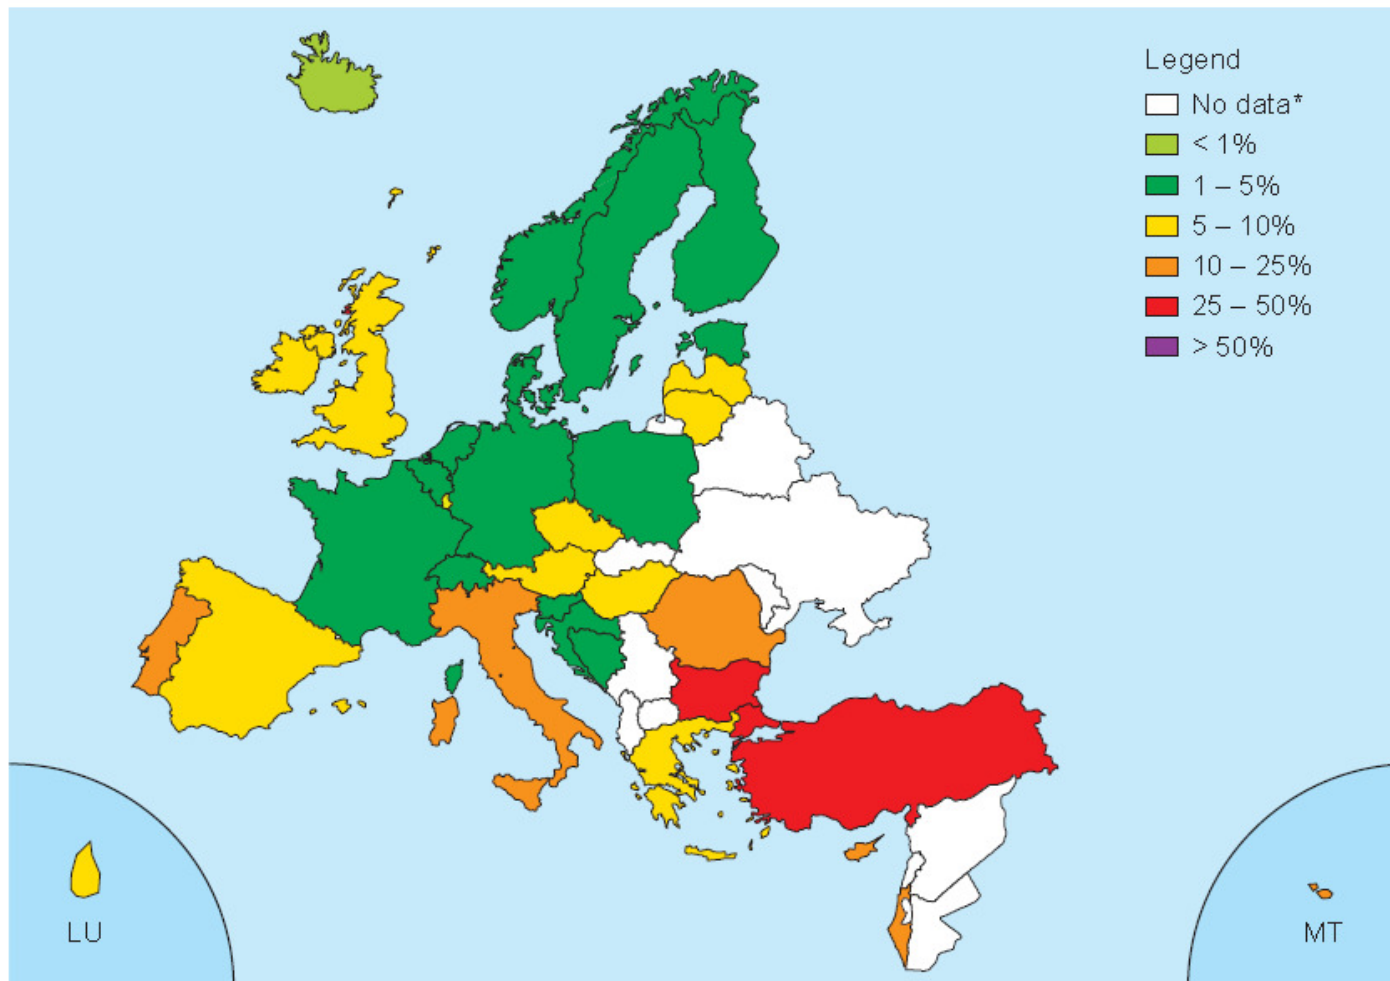 Legend
No data*
< 1%
1 – 5%
5 – 10%
10 – 25%
25 – 50%
> 50%
LU
MT